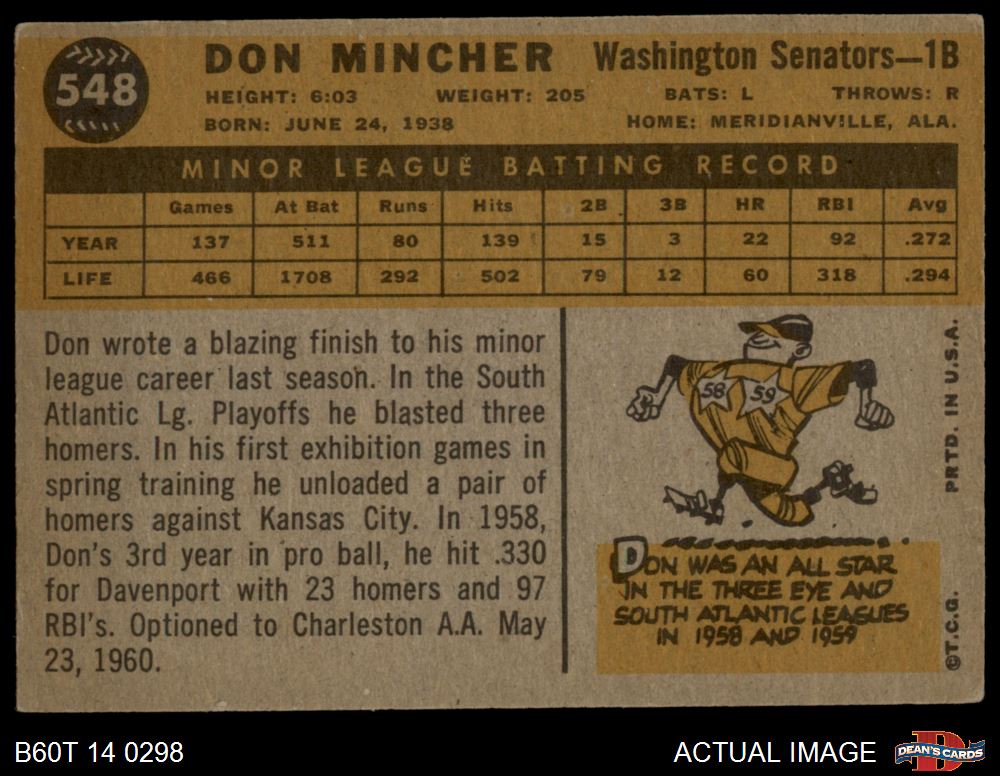 548
DON MINCHER Washington Senators—1B
HEIGHT: 6:03 WEIGHT: 205 BATS: L THROWS: R
BORN: JUNE 24, 1938 HOME: MERIDIANVILLE, ALA.
MINOR LEAGUE BATTING RECORD
Games At Bat Runs Hits 2B 3B HR RBI Avg
YEAR 137 511 80 139 15 3 22 92 .272
LIFE 466 1708 292 502 79 12 60 318 .294
Don wrote a blazing finish to his minor
league career last season. In the South
Atlantic Lg. Playoffs he blasted three
homers. In his first exhibition games in
spring training he unloaded a pair of
homers against Kansas City. In 1958,
Don's 3rd year in pro ball, he hit .330
for Davenport with 23 homers and 97
RBI's. Optioned to Charleston A.A. May
23, 1960.
58 59
DON WAS AN ALL STAR
IN THE THREE EYE AND
SOUTH ATLANTIC LEAGUES
IN 1958 AND 1959
©T.C.G. PRTD. IN U.S.A.
B60T 14 0298 ACTUAL IMAGE DEAN'S CARDS